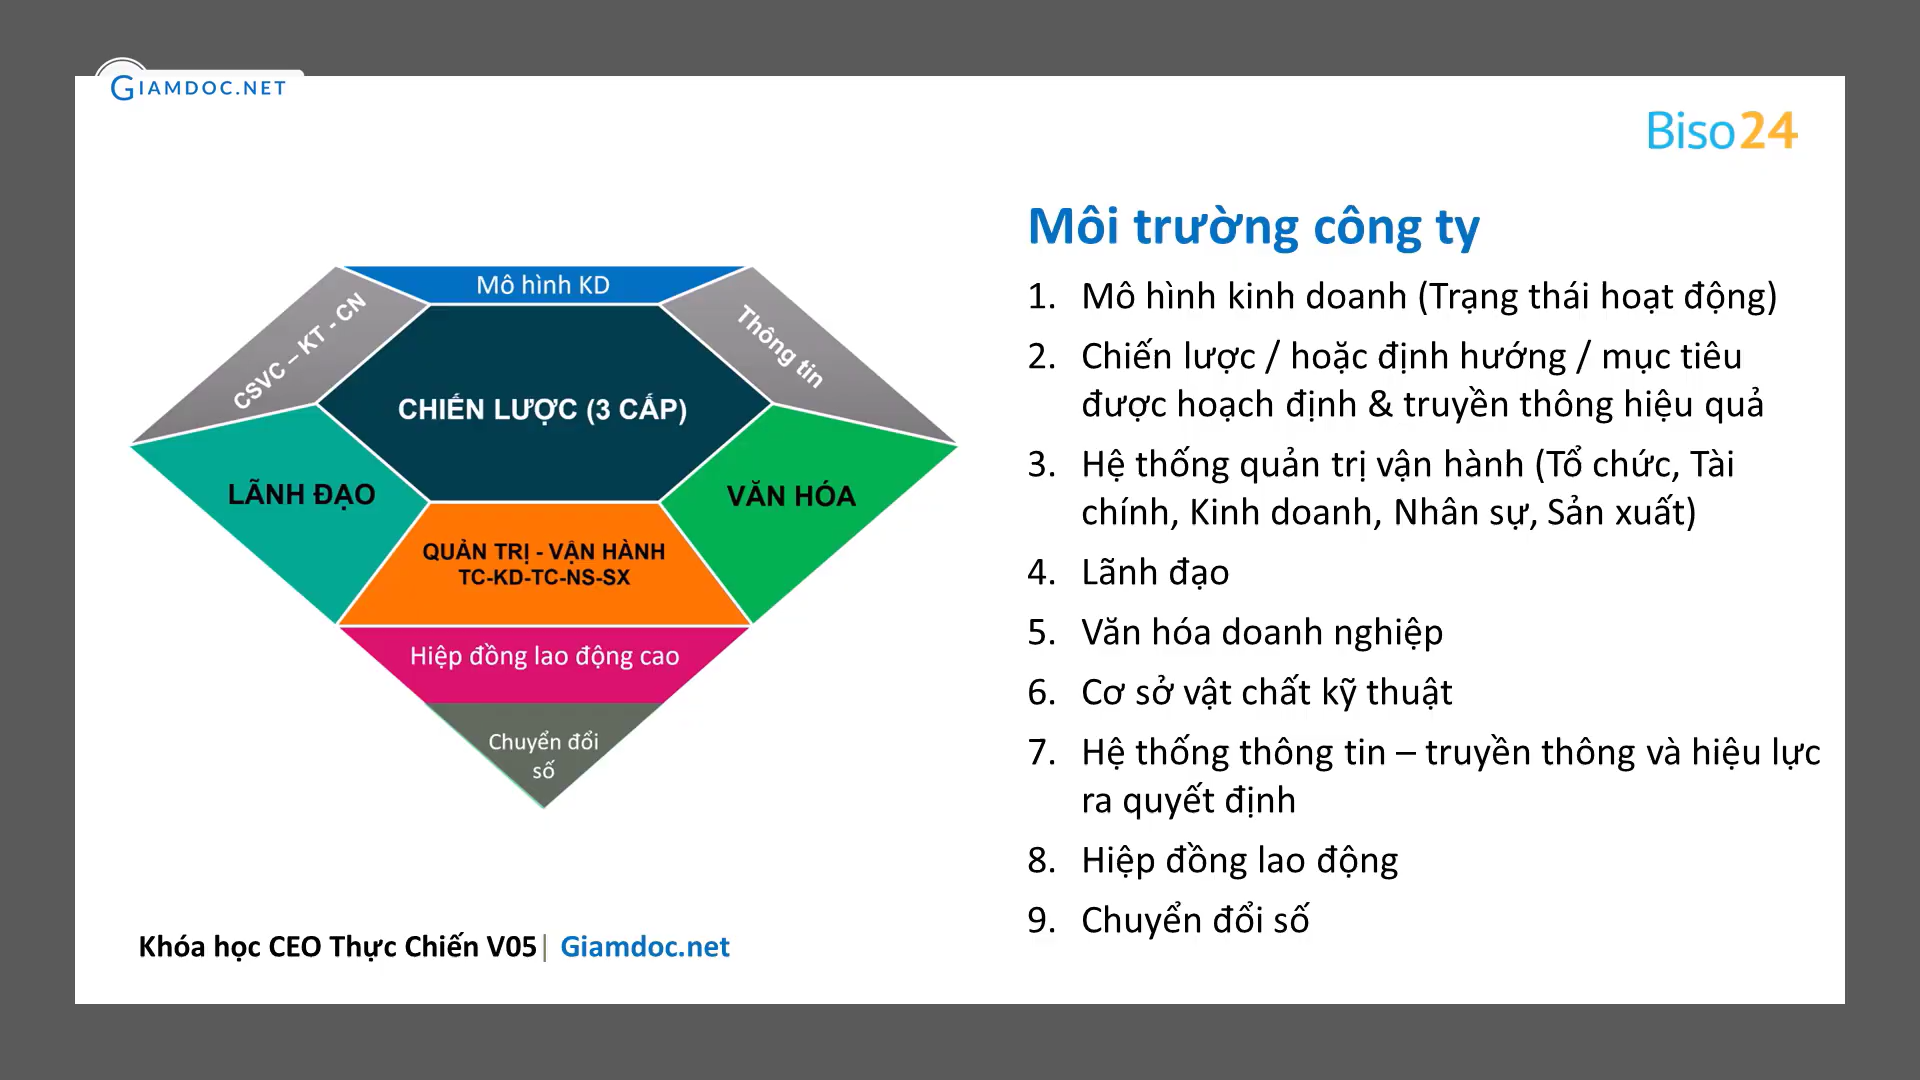 GIAMDOC.NET
Biso24
Mô hình KD
CSVC – KT - CN
Thông tin
CHIẾN LƯỢC (3 CẤP)
LÃNH ĐẠO
VĂN HÓA
QUẢN TRỊ - VẬN HÀNH
TC-KD-TC-NS-SX
Hiệp đồng lao động cao
Chuyển đổi
số
Môi trường công ty
1. Mô hình kinh doanh (Trạng thái hoạt động)
2. Chiến lược / hoặc định hướng / mục tiêu
được hoạch định & truyền thông hiệu quả
3. Hệ thống quản trị vận hành (Tổ chức, Tài
chính, Kinh doanh, Nhân sự, Sản xuất)
4. Lãnh đạo
5. Văn hóa doanh nghiệp
6. Cơ sở vật chất kỹ thuật
7. Hệ thống thông tin – truyền thông và hiệu lực
ra quyết định
8. Hiệp đồng lao động
9. Chuyển đổi số
Khóa học CEO Thực Chiến V05| Giamdoc.net